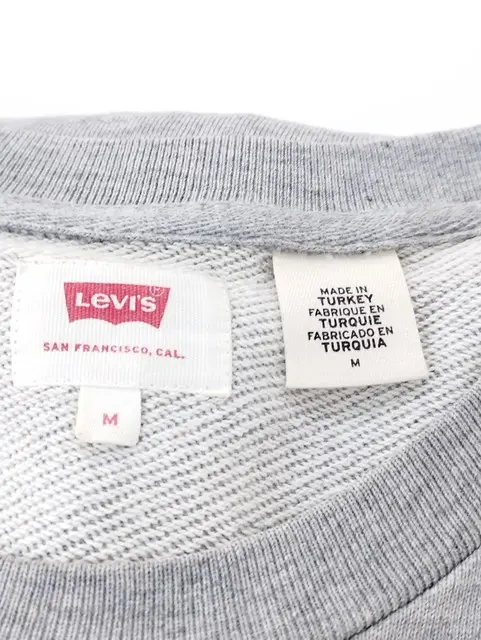 Levi's
SAN FRANCISCO, CAL.
M
MADE IN
TURKEY
FABRIQUE EN
TURQUIE
FABRICADO EN
TURQUIA
M